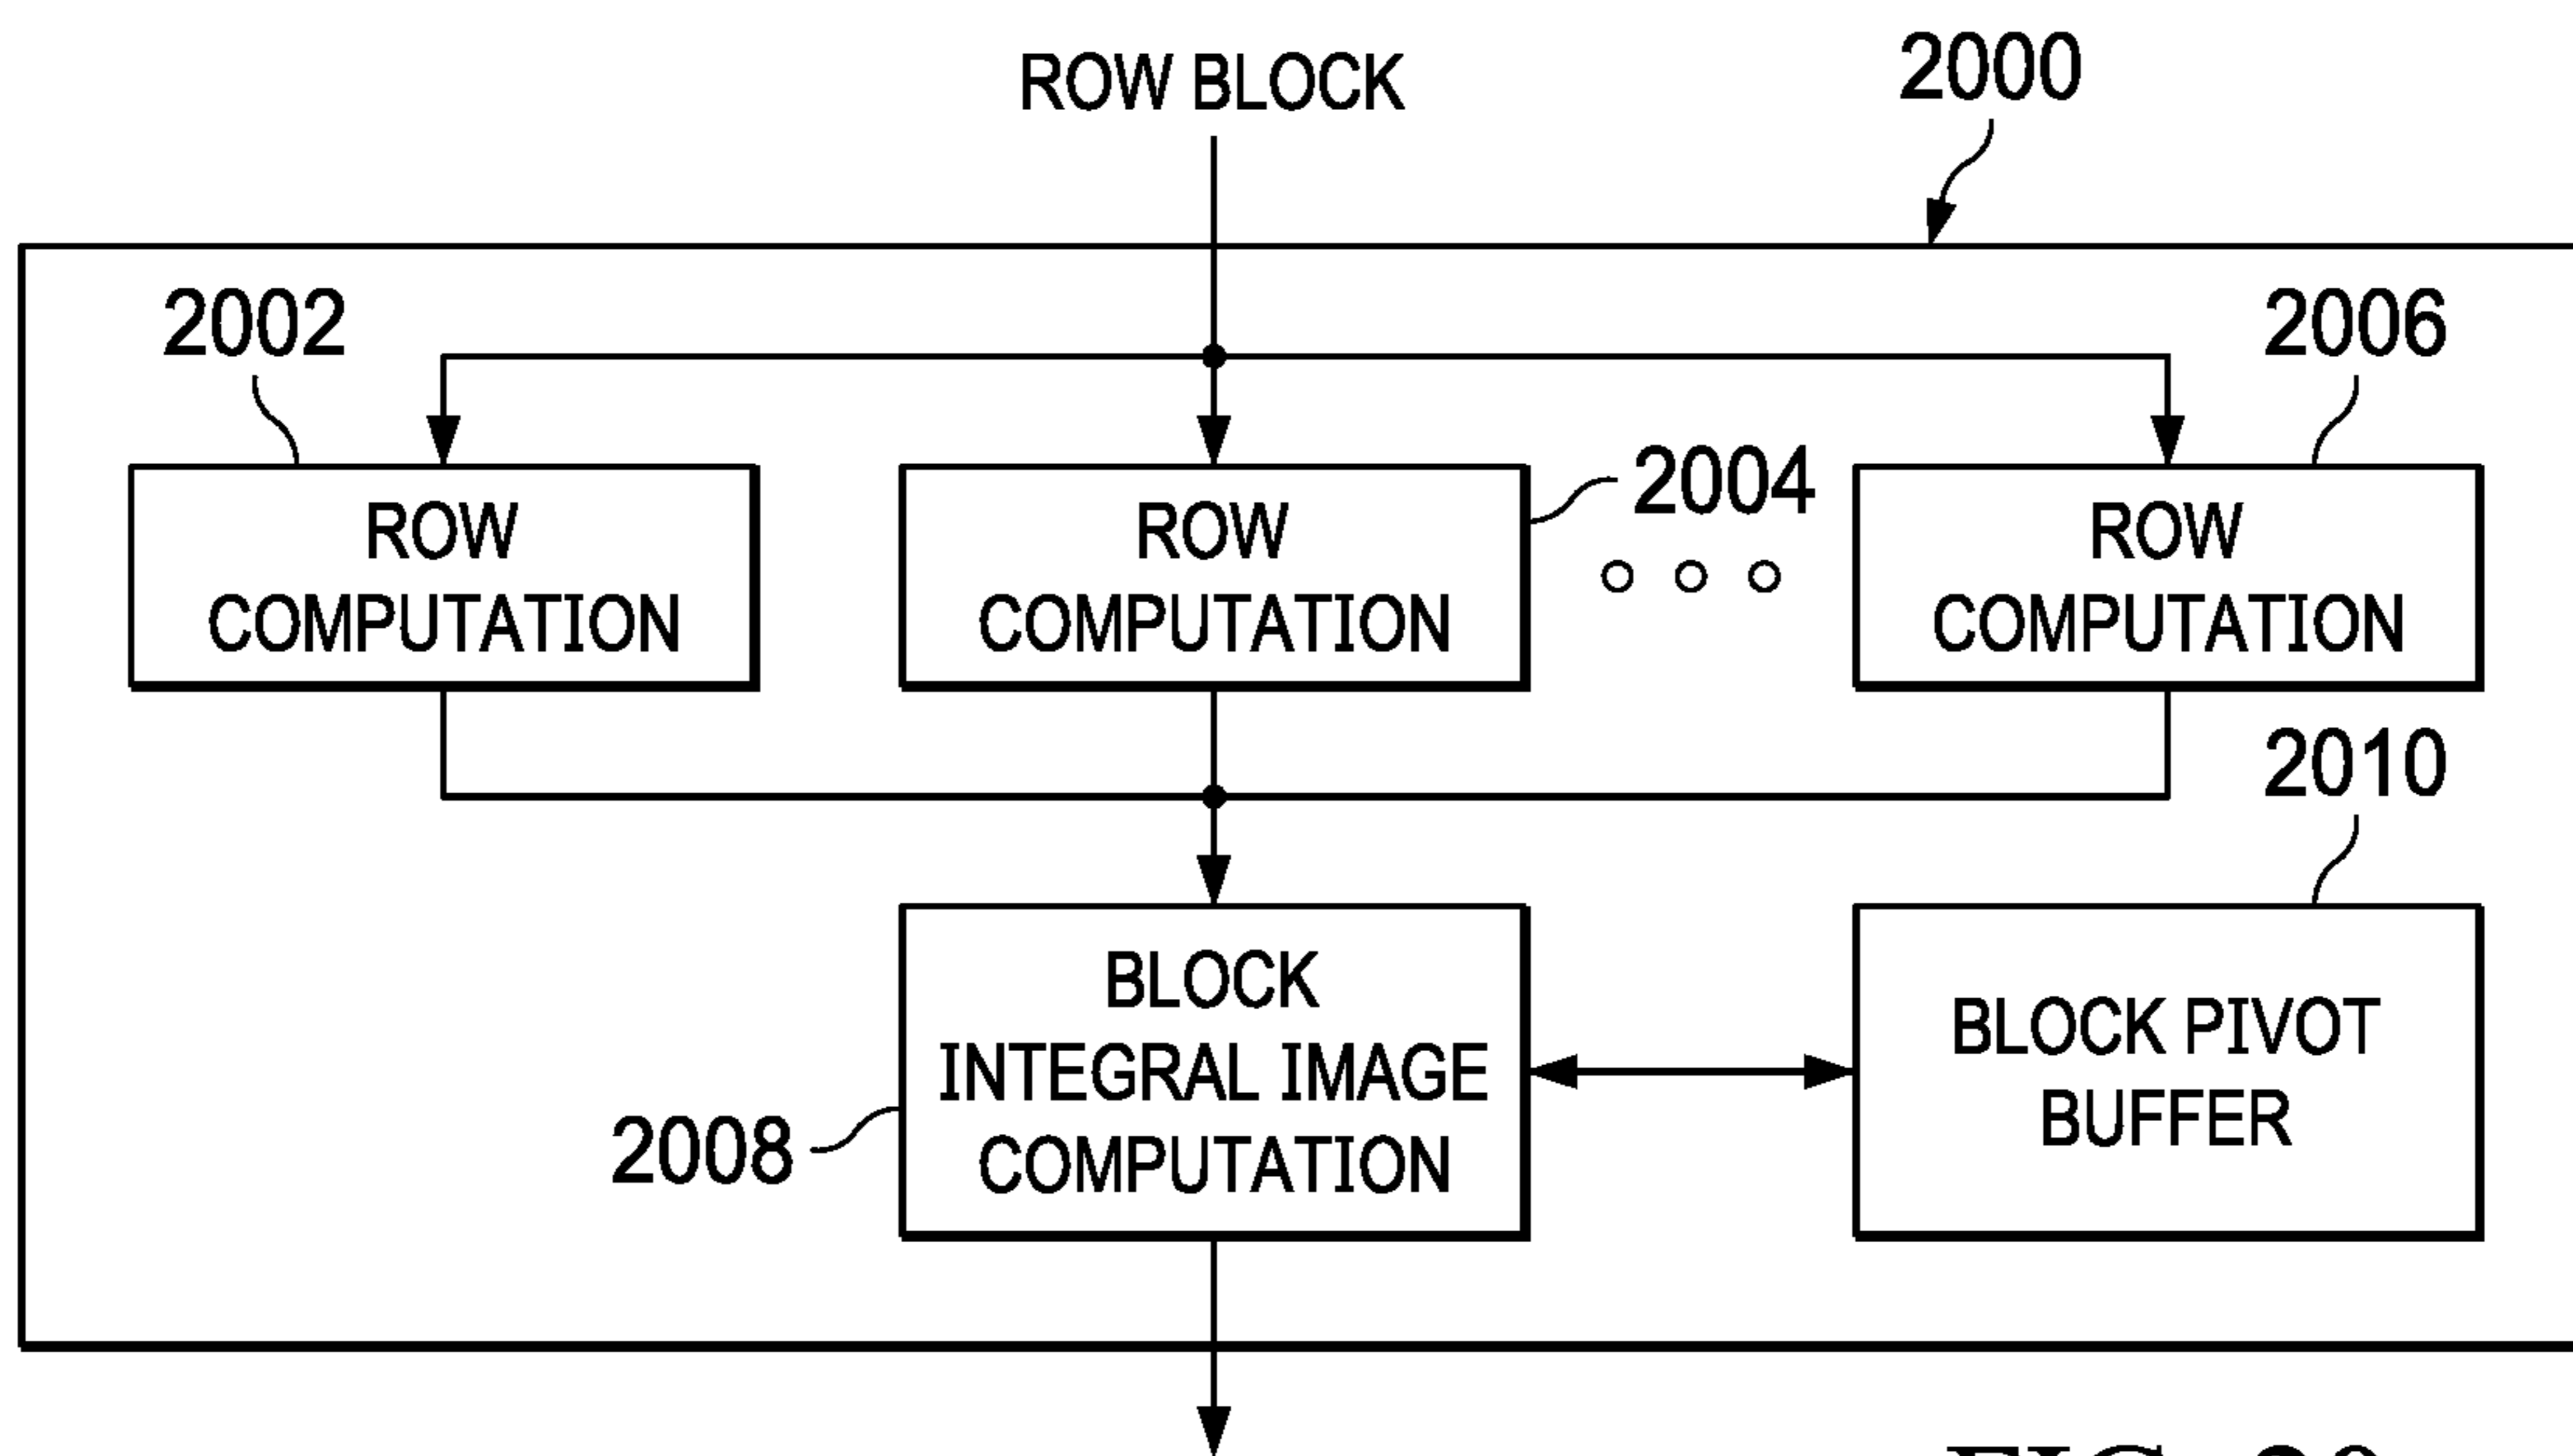 ROW BLOCK
2000
2002
2006
ROW
COMPUTATION
ROW
COMPUTATION
2004
ROW
COMPUTATION
2010
BLOCK
INTEGRAL IMAGE
COMPUTATION
2008
BLOCK PIVOT
BUFFER